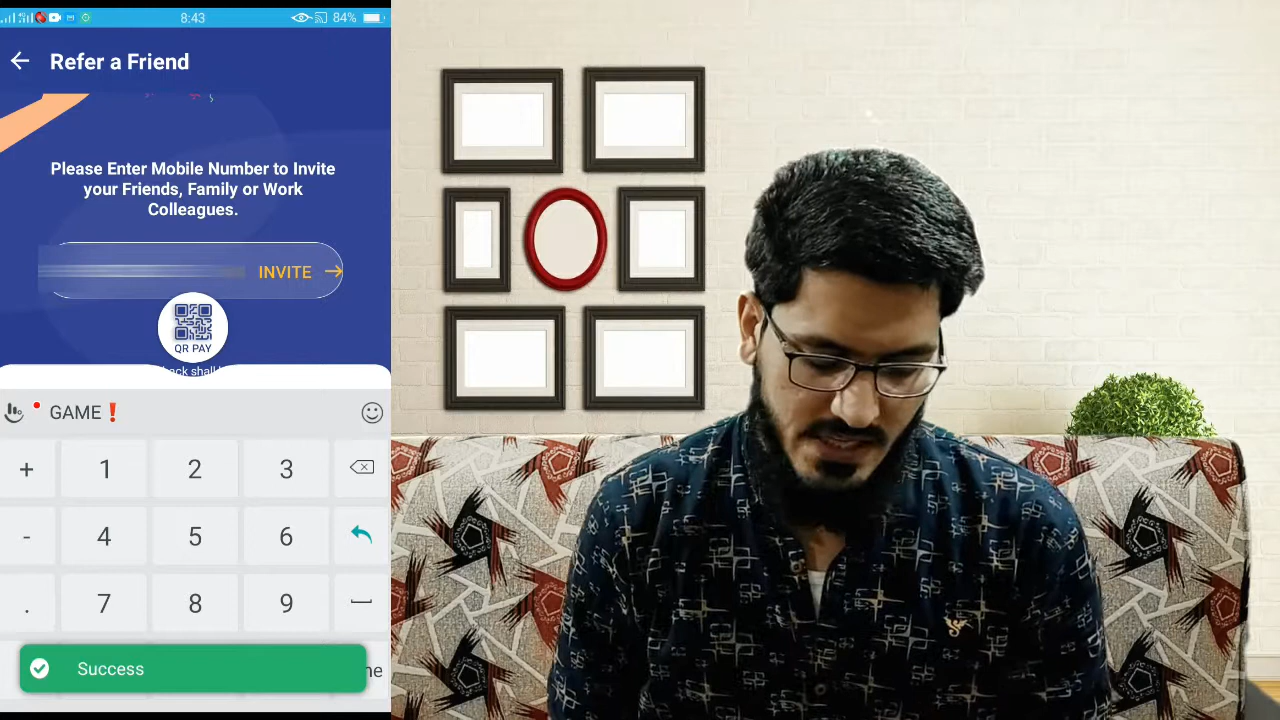 8:43
84%
Refer a Friend
Please Enter Mobile Number to Invite
your Friends, Family or Work
Colleagues.
INVITE →
QR PAY
shall
GAME❗
+ 1 2 3
- 4 5 6
. 7 8 9
Success